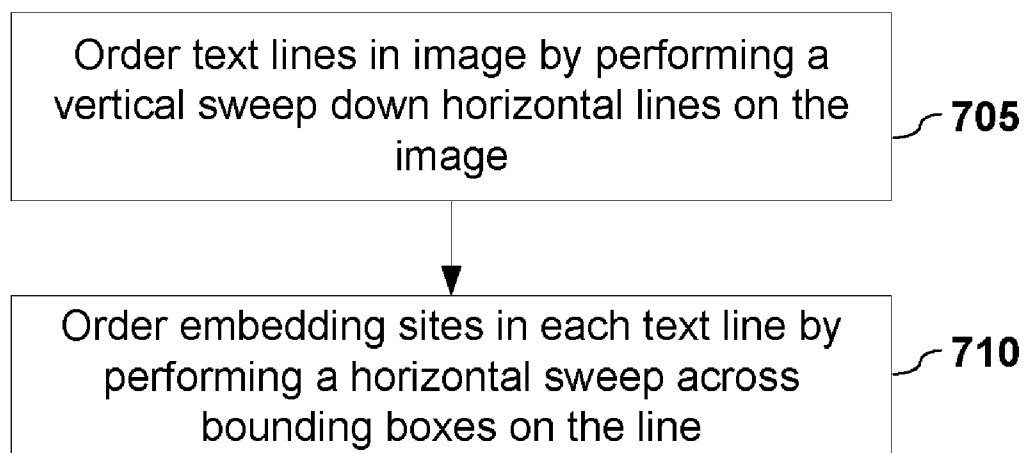 Order text lines in image by performing a
vertical sweep down horizontal lines on the
image
705
Order embedding sites in each text line by
performing a horizontal sweep across
bounding boxes on the line
710